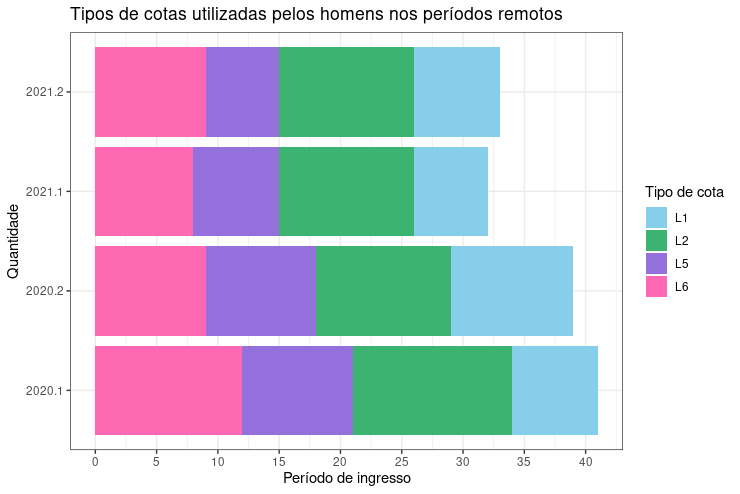 Tipos de cotas utilizadas pelos homens nos períodos remotos
2021.2
2021.1
2020.2
2020.1
Quantidade
0 5 10 15 20 25 30 35 40
Período de ingresso
Tipo de cota
L1
L2
L5
L6